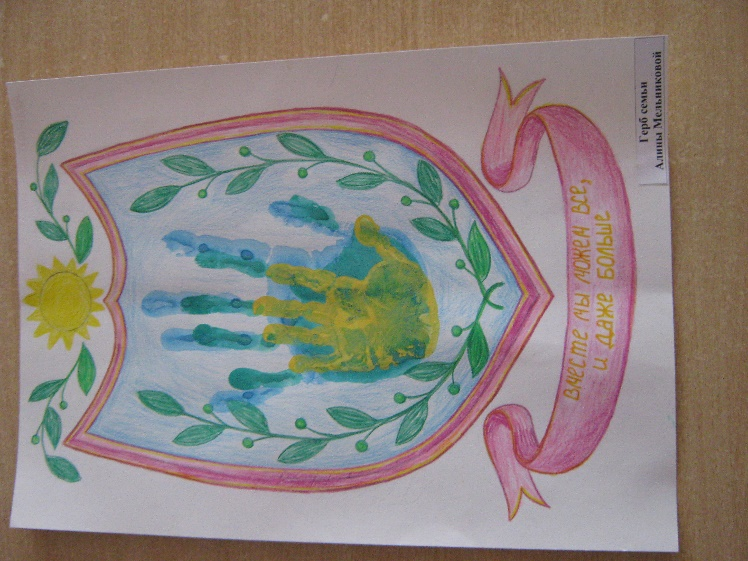 вместе мы можем все,
и даже больше
Герб семьи
Алины Мельниковой